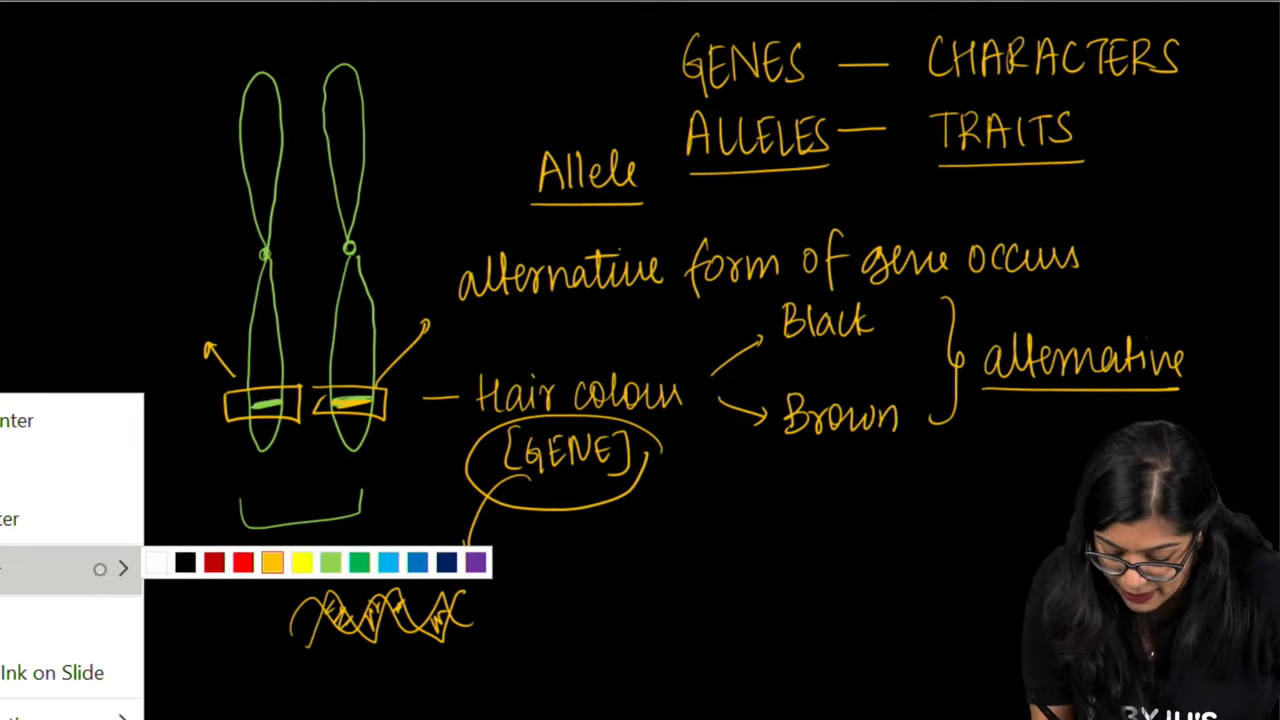 GENES — CHARACTERS
ALLELES — TRAITS
Allele
alternative form of gene occurs
Black
alternative
— Hair colour
Brown
[GENE]
nter
ter
Ink on Slide
BYJU'S